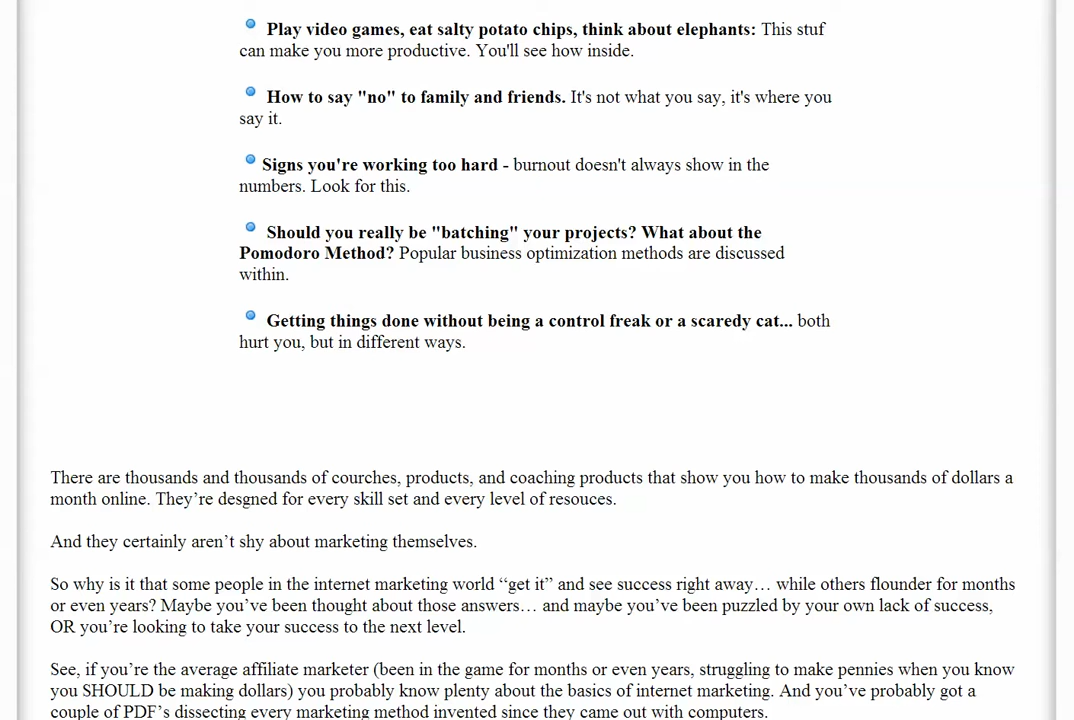 Play video games, eat salty potato chips, think about elephants: This stuf
can make you more productive. You'll see how inside.
How to say "no" to family and friends. It's not what you say, it's where you
say it.
Signs you're working too hard - burnout doesn't always show in the
numbers. Look for this.
Should you really be "batching" your projects? What about the
Pomodoro Method? Popular business optimization methods are discussed
within.
Getting things done without being a control freak or a scaredy cat... both
hurt you, but in different ways.
There are thousands and thousands of courches, products, and coaching products that show you how to make thousands of dollars a
month online. They’re desgned for every skill set and every level of resouces.
And they certainly aren’t shy about marketing themselves.
So why is it that some people in the internet marketing world “get it” and see success right away… while others flounder for months
or even years? Maybe you’ve been thought about those answers… and maybe you’ve been puzzled by your own lack of success,
OR you’re looking to take your success to the next level.
See, if you’re the average affiliate marketer (been in the game for months or even years, struggling to make pennies when you know
you SHOULD be making dollars) you probably know plenty about the basics of internet marketing. And you’ve probably got a
couple of PDF’s dissecting every marketing method invented since they came out with computers.